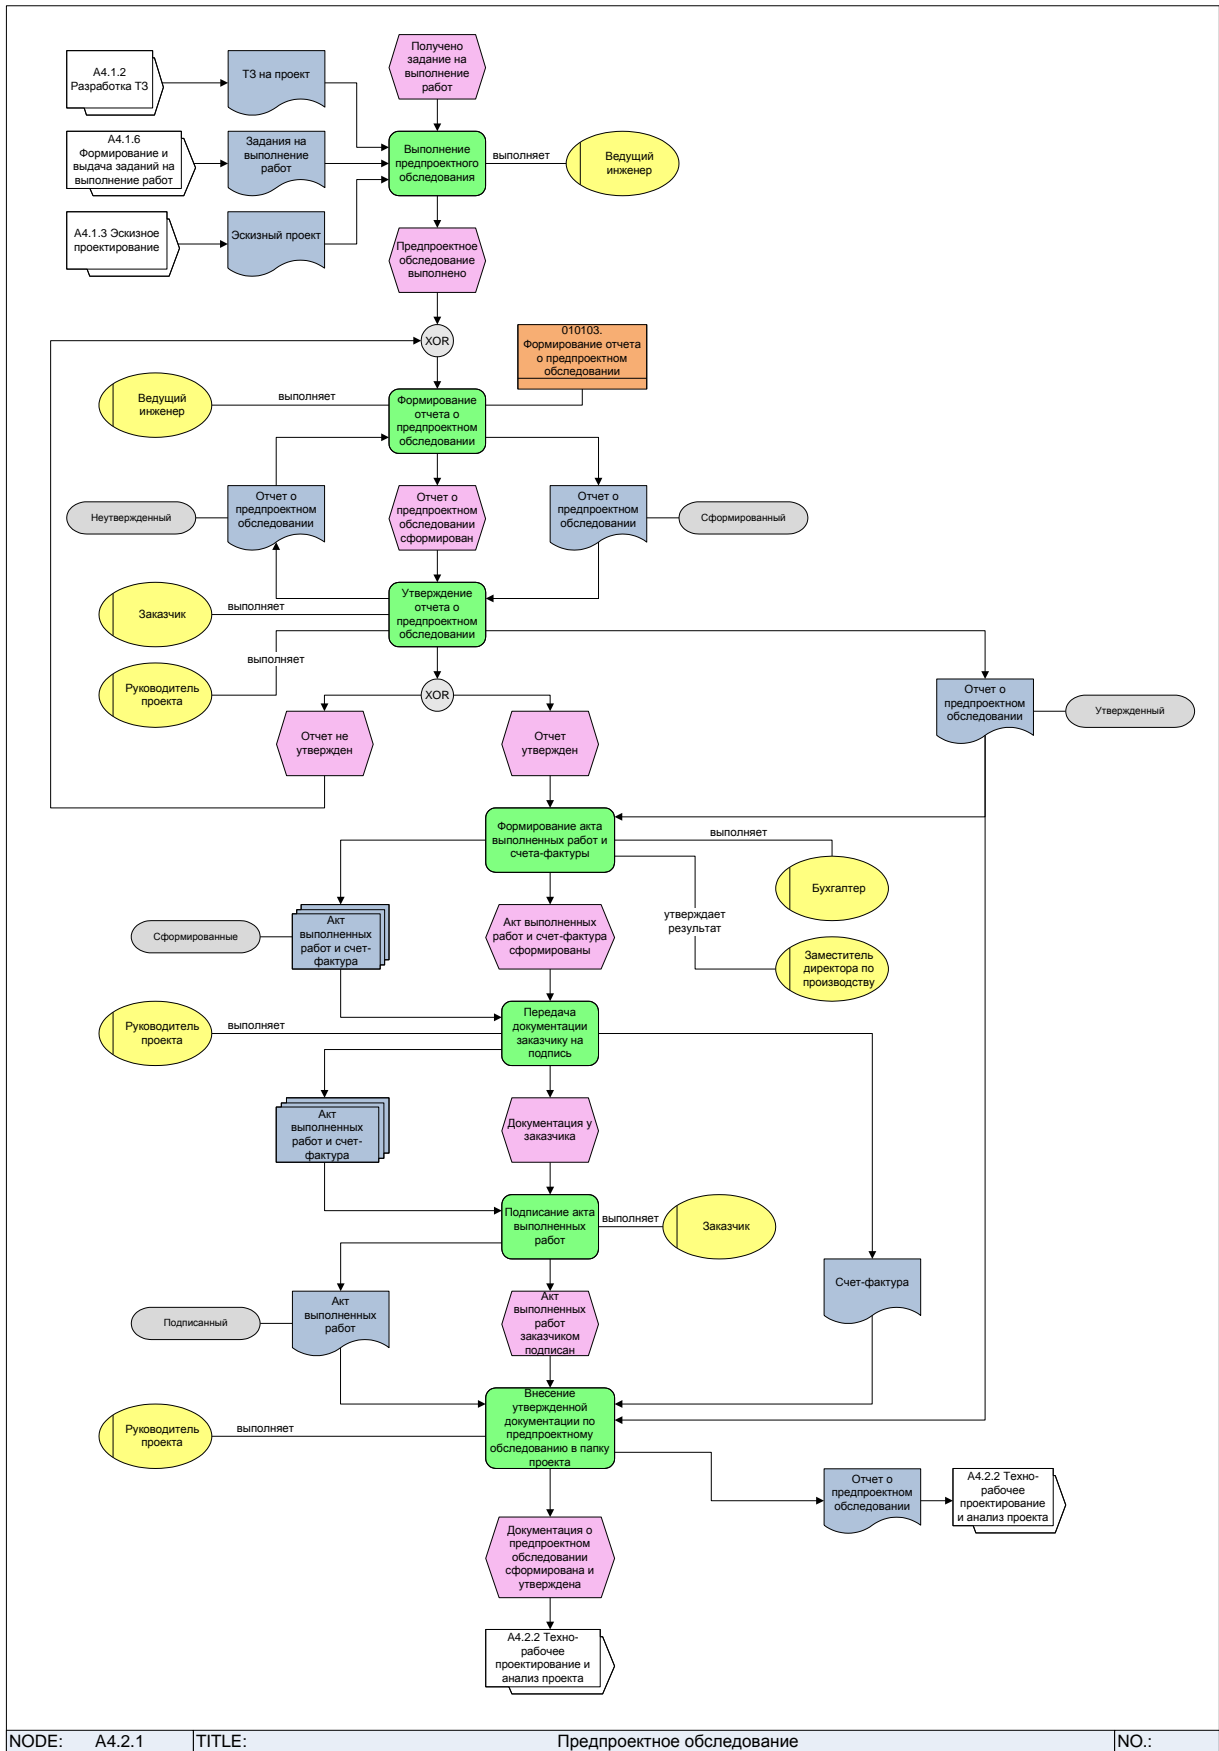 Получено
задание на
выполнение
работ
А4.1.2
Разработка ТЗ
ТЗ на проект
А4.1.6
Формирование и
выдача заданий на
выполнение работ
Задания на
выполнение
работ
Выполнение
предпроектного
обследования
выполняет
Ведущий
инженер
А4.1.3 Эскизное
проектирование
Эскизный проект
Предпроектное
обследование
выполнено
XOR
010103.
Формирование отчета
о предпроектном
обследовании
Ведущий
инженер
выполняет
Формирование
отчета о
предпроектном
обследовании
Неутвержденный
Отчет о
предпроектном
обследовании
Отчет о
предпроектном
обследовании
сформирован
Отчет о
предпроектном
обследовании
Сформированный
Заказчик
выполняет
Утверждение
отчета о
предпроектном
обследовании
выполняет
Руководитель
проекта
XOR
Отчет о
предпроектном
обследовании
Утвержденный
Отчет не
утвержден
Отчет
утвержден
Формирование акта
выполненных работ и
счета-фактуры
выполняет
Бухгалтер
Сформированные
Акт
выполненных
работ и счет-
фактура
Акт выполненных
работ и счет-фактура
сформированы
утверждает
результат
Заместитель
директора по
производству
Руководитель
проекта
выполняет
Передача
документации
заказчику на
подпись
Акт
выполненных
работ и счет-
фактура
Документация у
заказчика
Подписание акта
выполненных
работ
выполняет
Заказчик
Счет-фактура
Подписанный
Акт
выполненных
работ
Акт
выполненных
работ
заказчиком
подписан
Руководитель
проекта
выполняет
Внесение
утвержденной
документации по
предпроектному
обследованию в папку
проекта
Отчет о
предпроектном
обследовании
А4.2.2 Техно-
рабочее
проектирование
и анализ проекта
Документация о
предпроектном
обследовании
сформирована и
утверждена
А4.2.2 Техно-
рабочее
проектирование и
анализ проекта
NODE: A4.2.1 TITLE: Предпроектное обследование NO.: